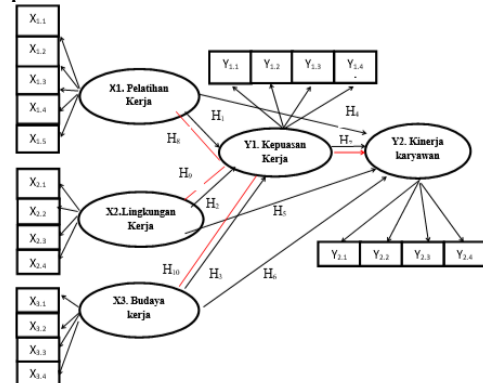 X1.1
X1.2
X1.3
X1.4
X1.5
X1. Pelatihan
Kerja
Y1.1 Y1.2 Y1.3 Y1.4
H1
H8
H4
Y1. Kepuasan
Kerja
H7
Y2. Kinerja
karyawan
X2.1
X2.2
X2.3
X2.4
X2.Lingkungan
Kerja
H9
H2
H5
Y2.1 Y2.2 Y2.3 Y2.4
X3.1
X3.2
X3.3
X3.4
X3. Budaya
kerja
H10
H3
H6